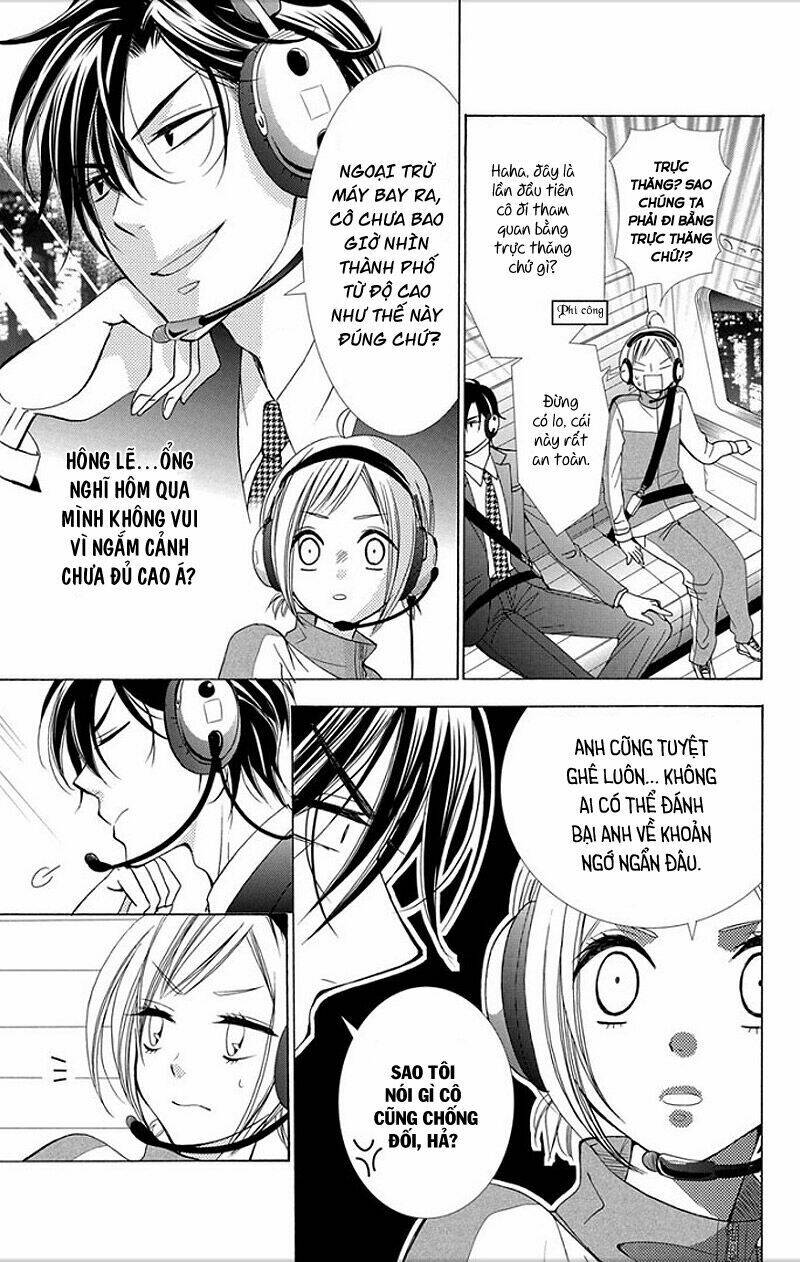 TRỰC
THĂNG? SAO
CHÚNG TA
PHẢI ĐI BẰNG
TRỰC THĂNG
CHỨ!?
Haha, đây là
lần đầu tiên
cô đi tham
quan bằng
trực thăng
chứ gì?
Phi công
Đừng
có lo, cái
này rất
an toàn.
NGOẠI TRỪ
MÁY BAY RA,
CÔ CHƯA BAO
GIỜ NHÌN
THÀNH PHỐ
TỪ ĐỘ CAO
NHƯ THẾ NÀY
ĐÚNG CHỨ?
HÔNG LẼ...ỔNG
NGHĨ HÔM QUA
MÌNH KHÔNG VUI
VÌ NGẮM CẢNH
CHƯA ĐỦ CAO Á?
ANH CŨNG TUYỆT
GHÊ LUÔN... KHÔNG
AI CÓ THỂ ĐÁNH
BẠI ANH VỀ KHOẢN
NGỚ NGẨN ĐÂU.
SAO TÔI
NÓI GÌ CÔ
CŨNG CHỐNG
ĐỐI, HẢ?